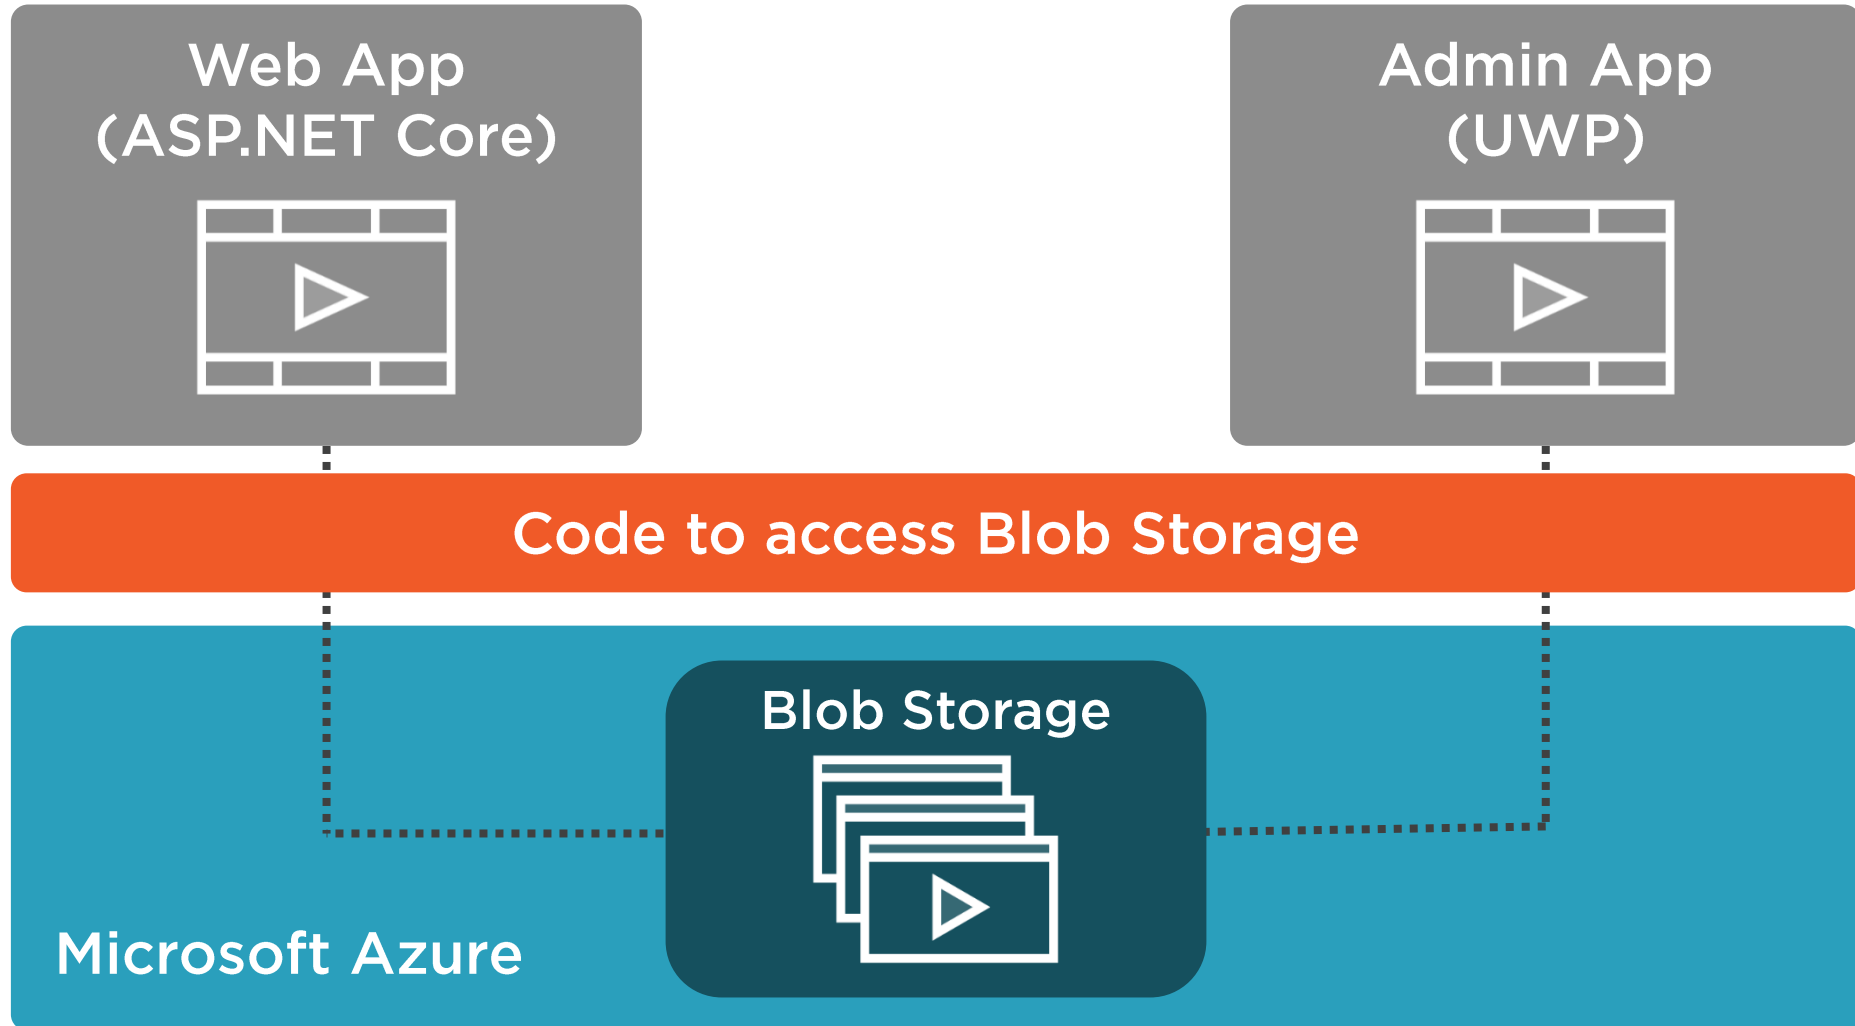 Web App
(ASP.NET Core)
Admin App
(UWP)
Code to access Blob Storage
Blob Storage
Microsoft Azure